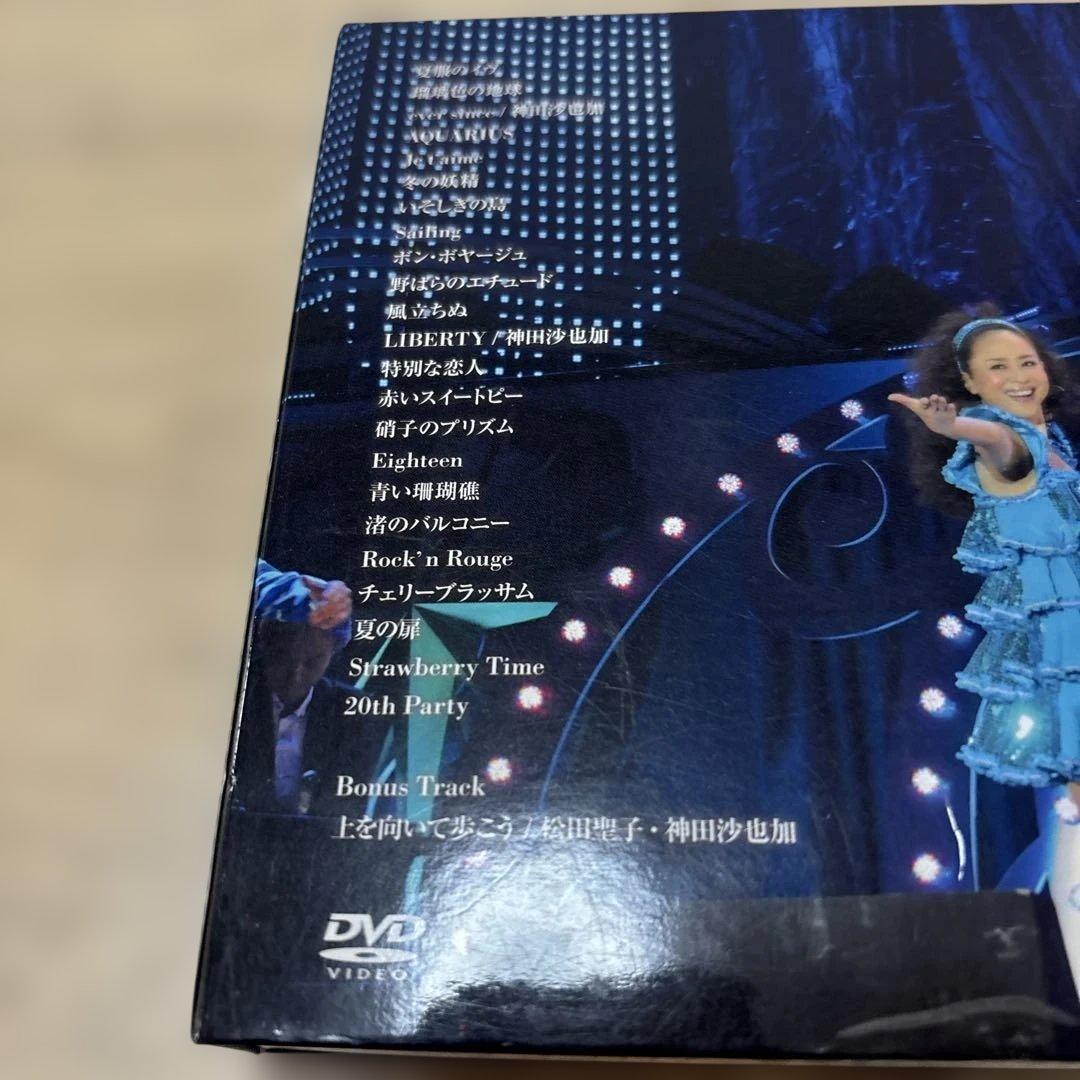 夏服のイヴ
瑠璃色の地球
ever since / 神田沙也加
AQUARIUS
Je t'aime
冬の妖精
いそしぎの島
Sailing
ボン・ボヤージュ
野ばらのエチュード
風立ちぬ
LIBERTY / 神田沙也加
特別な恋人
赤いスイートピー
硝子のプリズム
Eighteen
青い珊瑚礁
渚のバルコニー
Rock'n Rouge
チェリーブラッサム
夏の扉
Strawberry Time
20th Party
Bonus Track
上を向いて歩こう / 松田聖子・神田沙也加
DVD
VIDEO